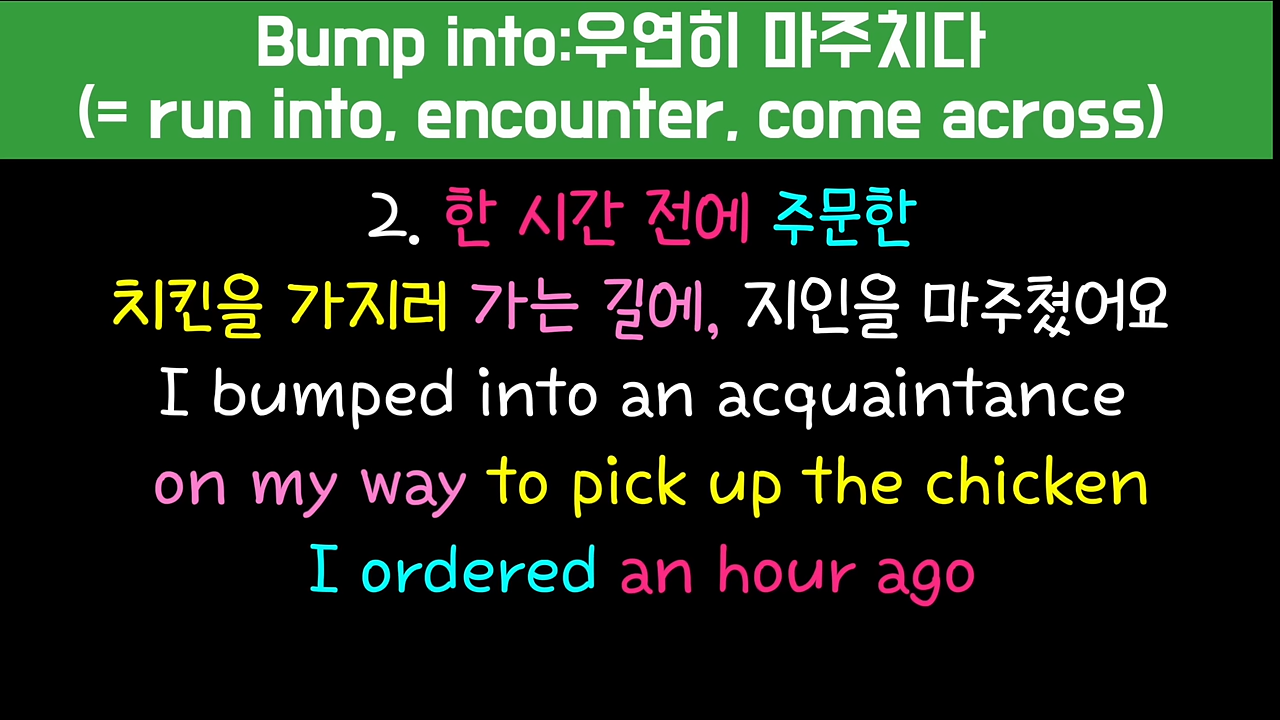 Bump into:우연히 마주치다
(= run into, encounter, come across)
2. 한 시간 전에 주문한
치킨을 가지러 가는 길에, 지인을 마주쳤어요
I bumped into an acquaintance
on my way to pick up the chicken
I ordered an hour ago